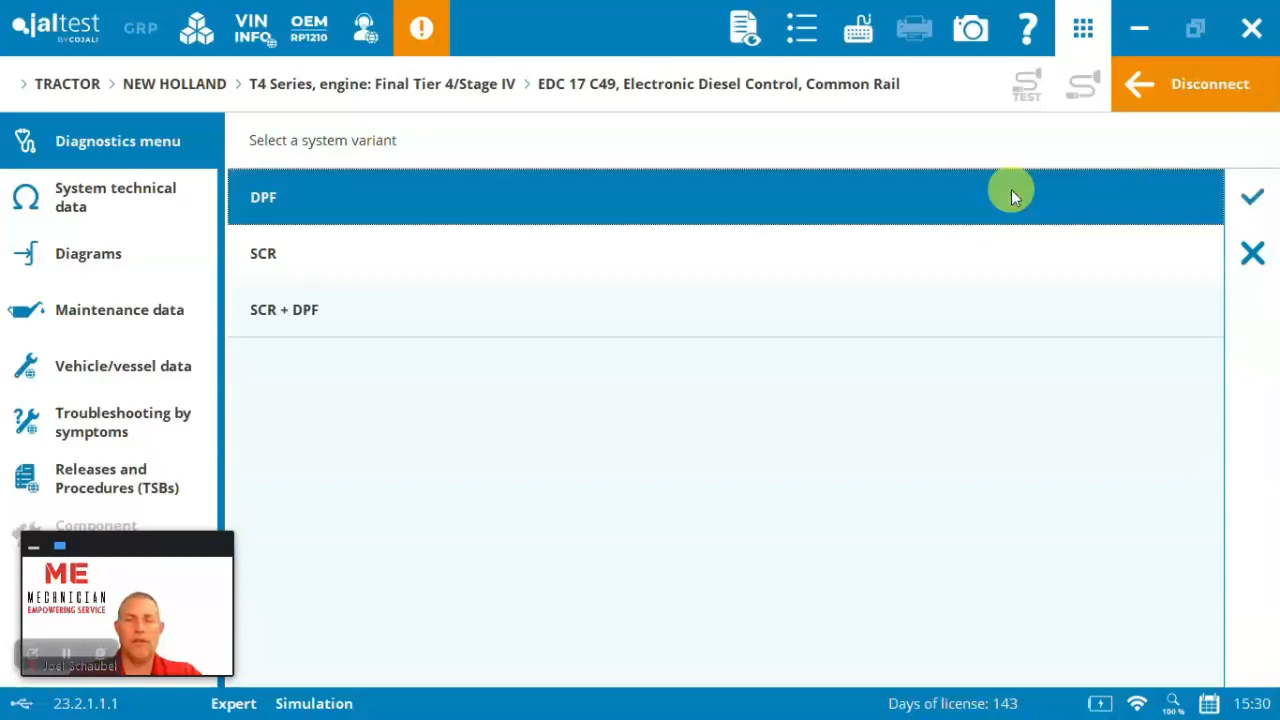 jaltest
BY COJALI
GRP
VIN
INFO
OEM
RP1210
TRACTOR > NEW HOLLAND > T4 Series, engine: Final Tier 4/Stage IV > EDC 17 C49, Electronic Diesel Control, Common Rail
TEST
Disconnect
Diagnostics menu
System technical
data
Diagrams
Maintenance data
Vehicle/vessel data
Troubleshooting by
symptoms
Releases and
Procedures (TSBs)
Component
Select a system variant
DPF
SCR
SCR + DPF
ME
MECHNICIAN
EMPOWERING SERVICE
Joel Schaubel
23.2.1.1.1
Expert
Simulation
Days of license: 143
100 %
15:30